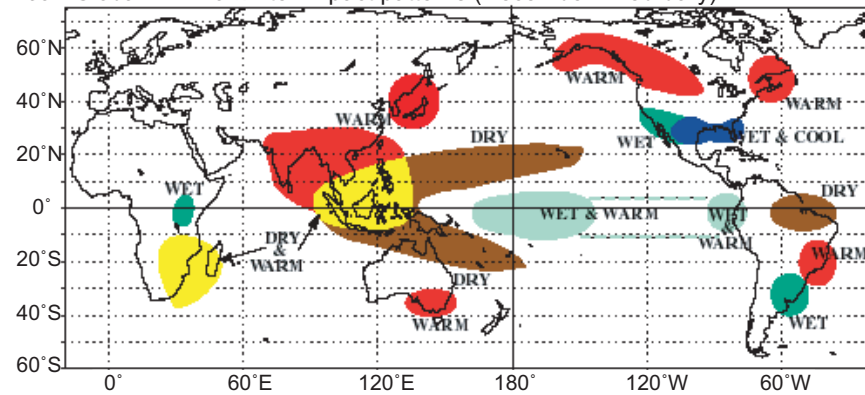 60˚N
WARM
WARM
40˚N
WARM
DRY
WET
WET & COOL
20˚N
WET
DRY
0˚
WET & WARM
WET
&
WARM
DRY
&
WARM
20˚S
DRY
WARM
40˚S
WARM
WET
60˚S
0˚ 60˚E 120˚E 180˚ 120˚W 60˚W